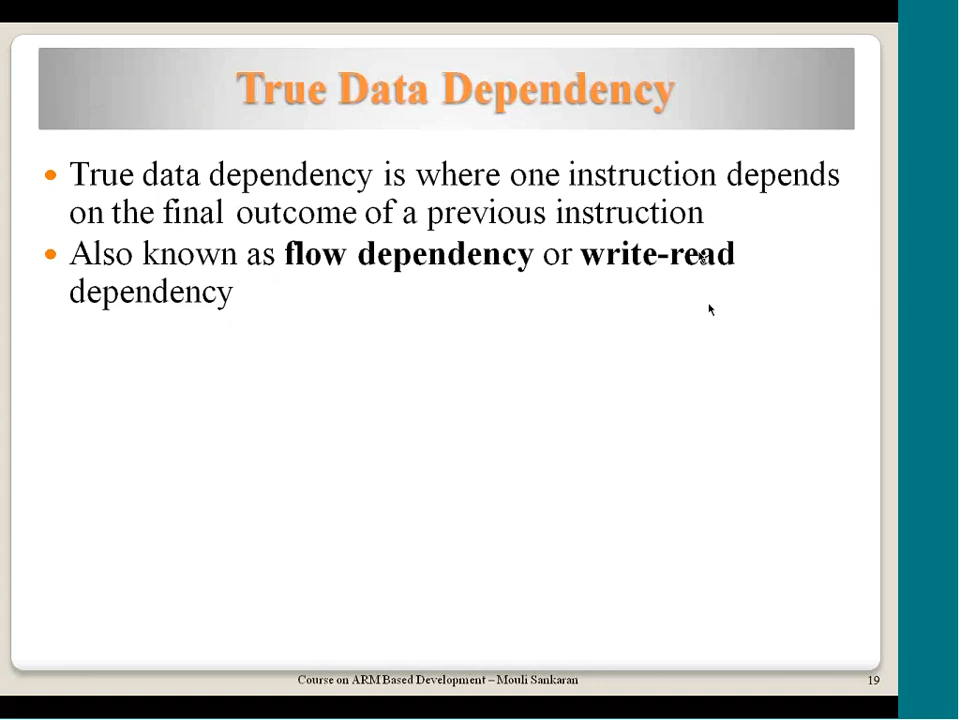 True Data Dependency
• True data dependency is where one instruction depends
on the final outcome of a previous instruction
• Also known as flow dependency or write-read
dependency
Course on ARM Based Development – Mouli Sankaran
19